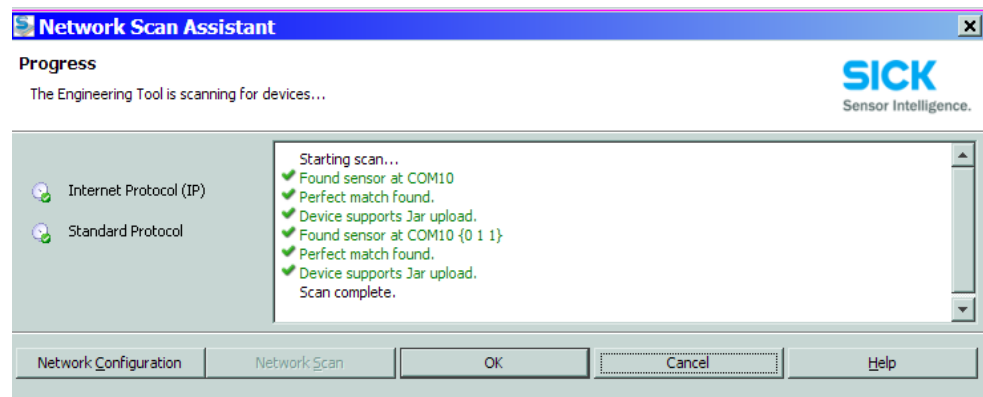 Network Scan Assistant
Progress
The Engineering Tool is scanning for devices...
SICK
Sensor Intelligence.
Internet Protocol (IP)
Standard Protocol
Starting scan...
Found sensor at COM10
Perfect match found.
Device supports Jar upload.
Found sensor at COM10 {0 1 1}
Perfect match found.
Device supports Jar upload.
Scan complete.
Network Configuration
Network Scan
OK
Cancel
Help